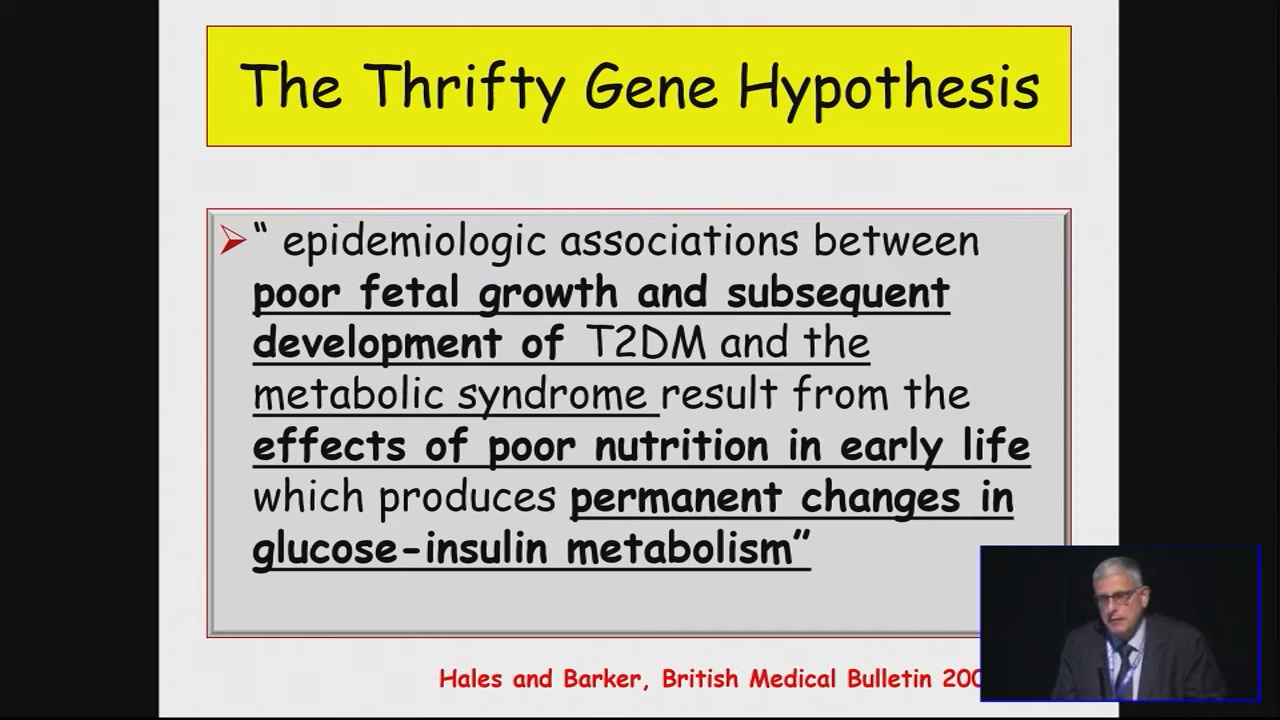 The Thrifty Gene Hypothesis
“ epidemiologic associations between
poor fetal growth and subsequent
development of T2DM and the
metabolic syndrome result from the
effects of poor nutrition in early life
which produces permanent changes in
glucose-insulin metabolism”
Hales and Barker, British Medical Bulletin